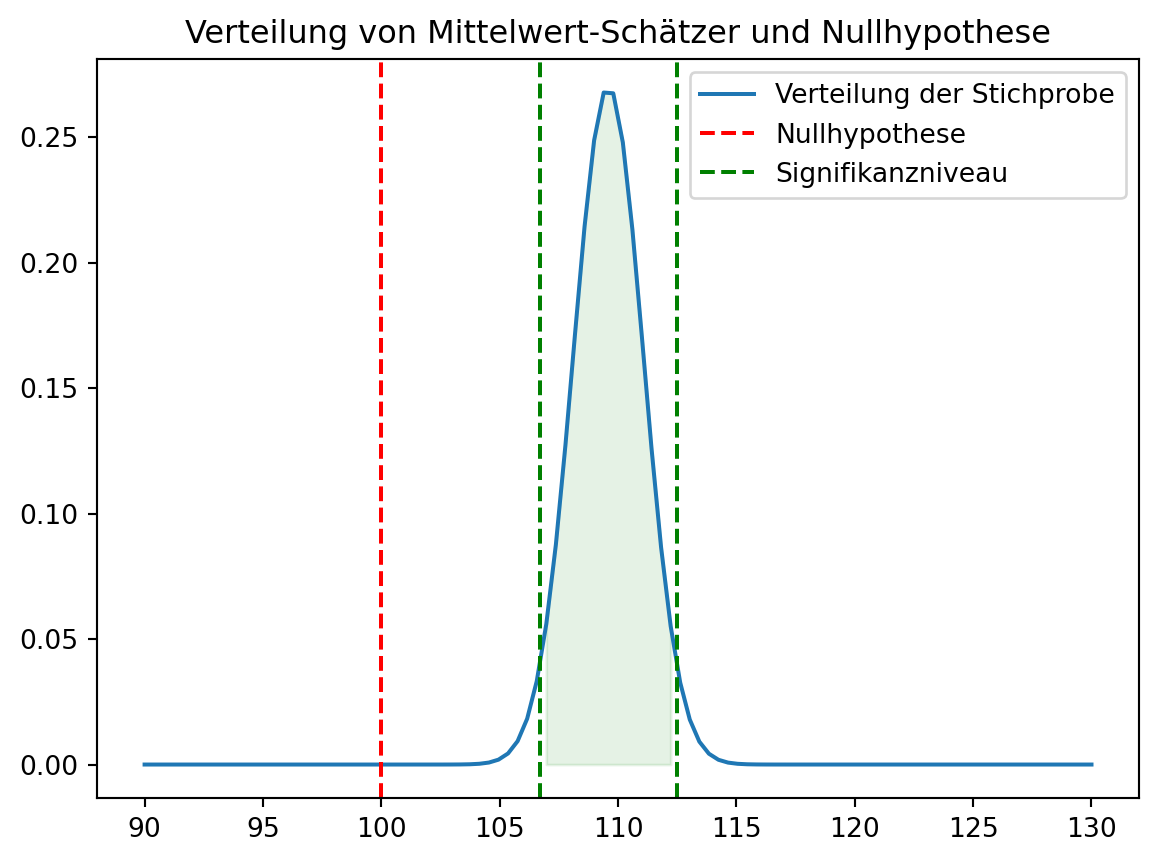 Verteilung von Mittelwert-Schätzer und Nullhypothese
Verteilung der Stichprobe
Nullhypothese
Signifikanzniveau
0.25
0.20
0.15
0.10
0.05
0.00
90 95 100 105 110 115 120 125 130